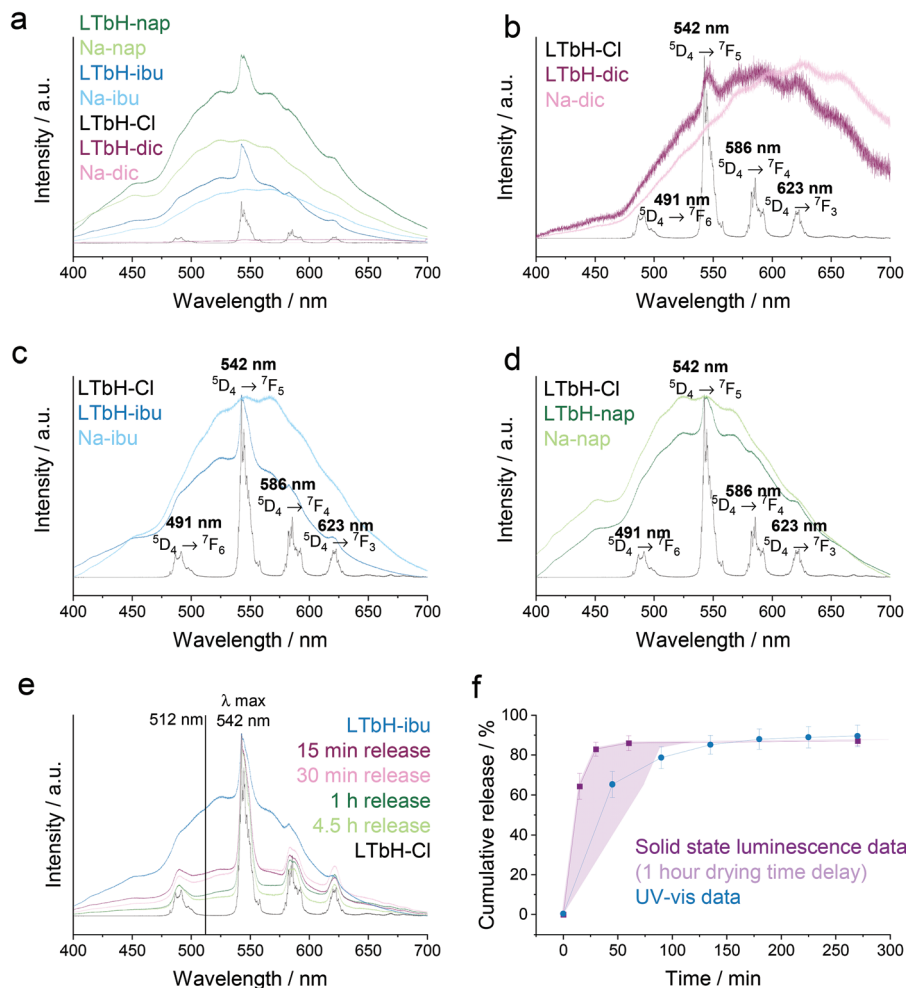 a
LTbH-nap
Na-nap
LTbH-ibu
Na-ibu
LTbH-Cl
LTbH-dic
Na-dic
Intensity / a.u.
400 450 500 550 600 650 700
Wavelength / nm
b
LTbH-Cl
LTbH-dic
Na-dic
542 nm
⁵D₄ → ⁷F₅
586 nm
⁵D₄ → ⁷F₄
491 nm
⁵D₄ → ⁷F₆
623 nm
⁵D₄ → ⁷F₃
Intensity / a.u.
400 450 500 550 600 650 700
Wavelength / nm
c
LTbH-Cl
LTbH-ibu
Na-ibu
542 nm
⁵D₄ → ⁷F₅
586 nm
⁵D₄ → ⁷F₄
491 nm
⁵D₄ → ⁷F₆
623 nm
⁵D₄ → ⁷F₃
Intensity / a.u.
400 450 500 550 600 650 700
Wavelength / nm
d
LTbH-Cl
LTbH-nap
Na-nap
542 nm
⁵D₄ → ⁷F₅
586 nm
⁵D₄ → ⁷F₄
491 nm
⁵D₄ → ⁷F₆
623 nm
⁵D₄ → ⁷F₃
Intensity / a.u.
400 450 500 550 600 650 700
Wavelength / nm
e
512 nm
λ max
542 nm
LTbH-ibu
15 min release
30 min release
1 h release
4.5 h release
LTbH-Cl
Intensity / a.u.
400 450 500 550 600 650 700
Wavelength / nm
f
100
80
60
40
20
0
Cumulative release / %
Solid state luminescence data
(1 hour drying time delay)
UV-vis data
0 50 100 150 200 250 300
Time / min